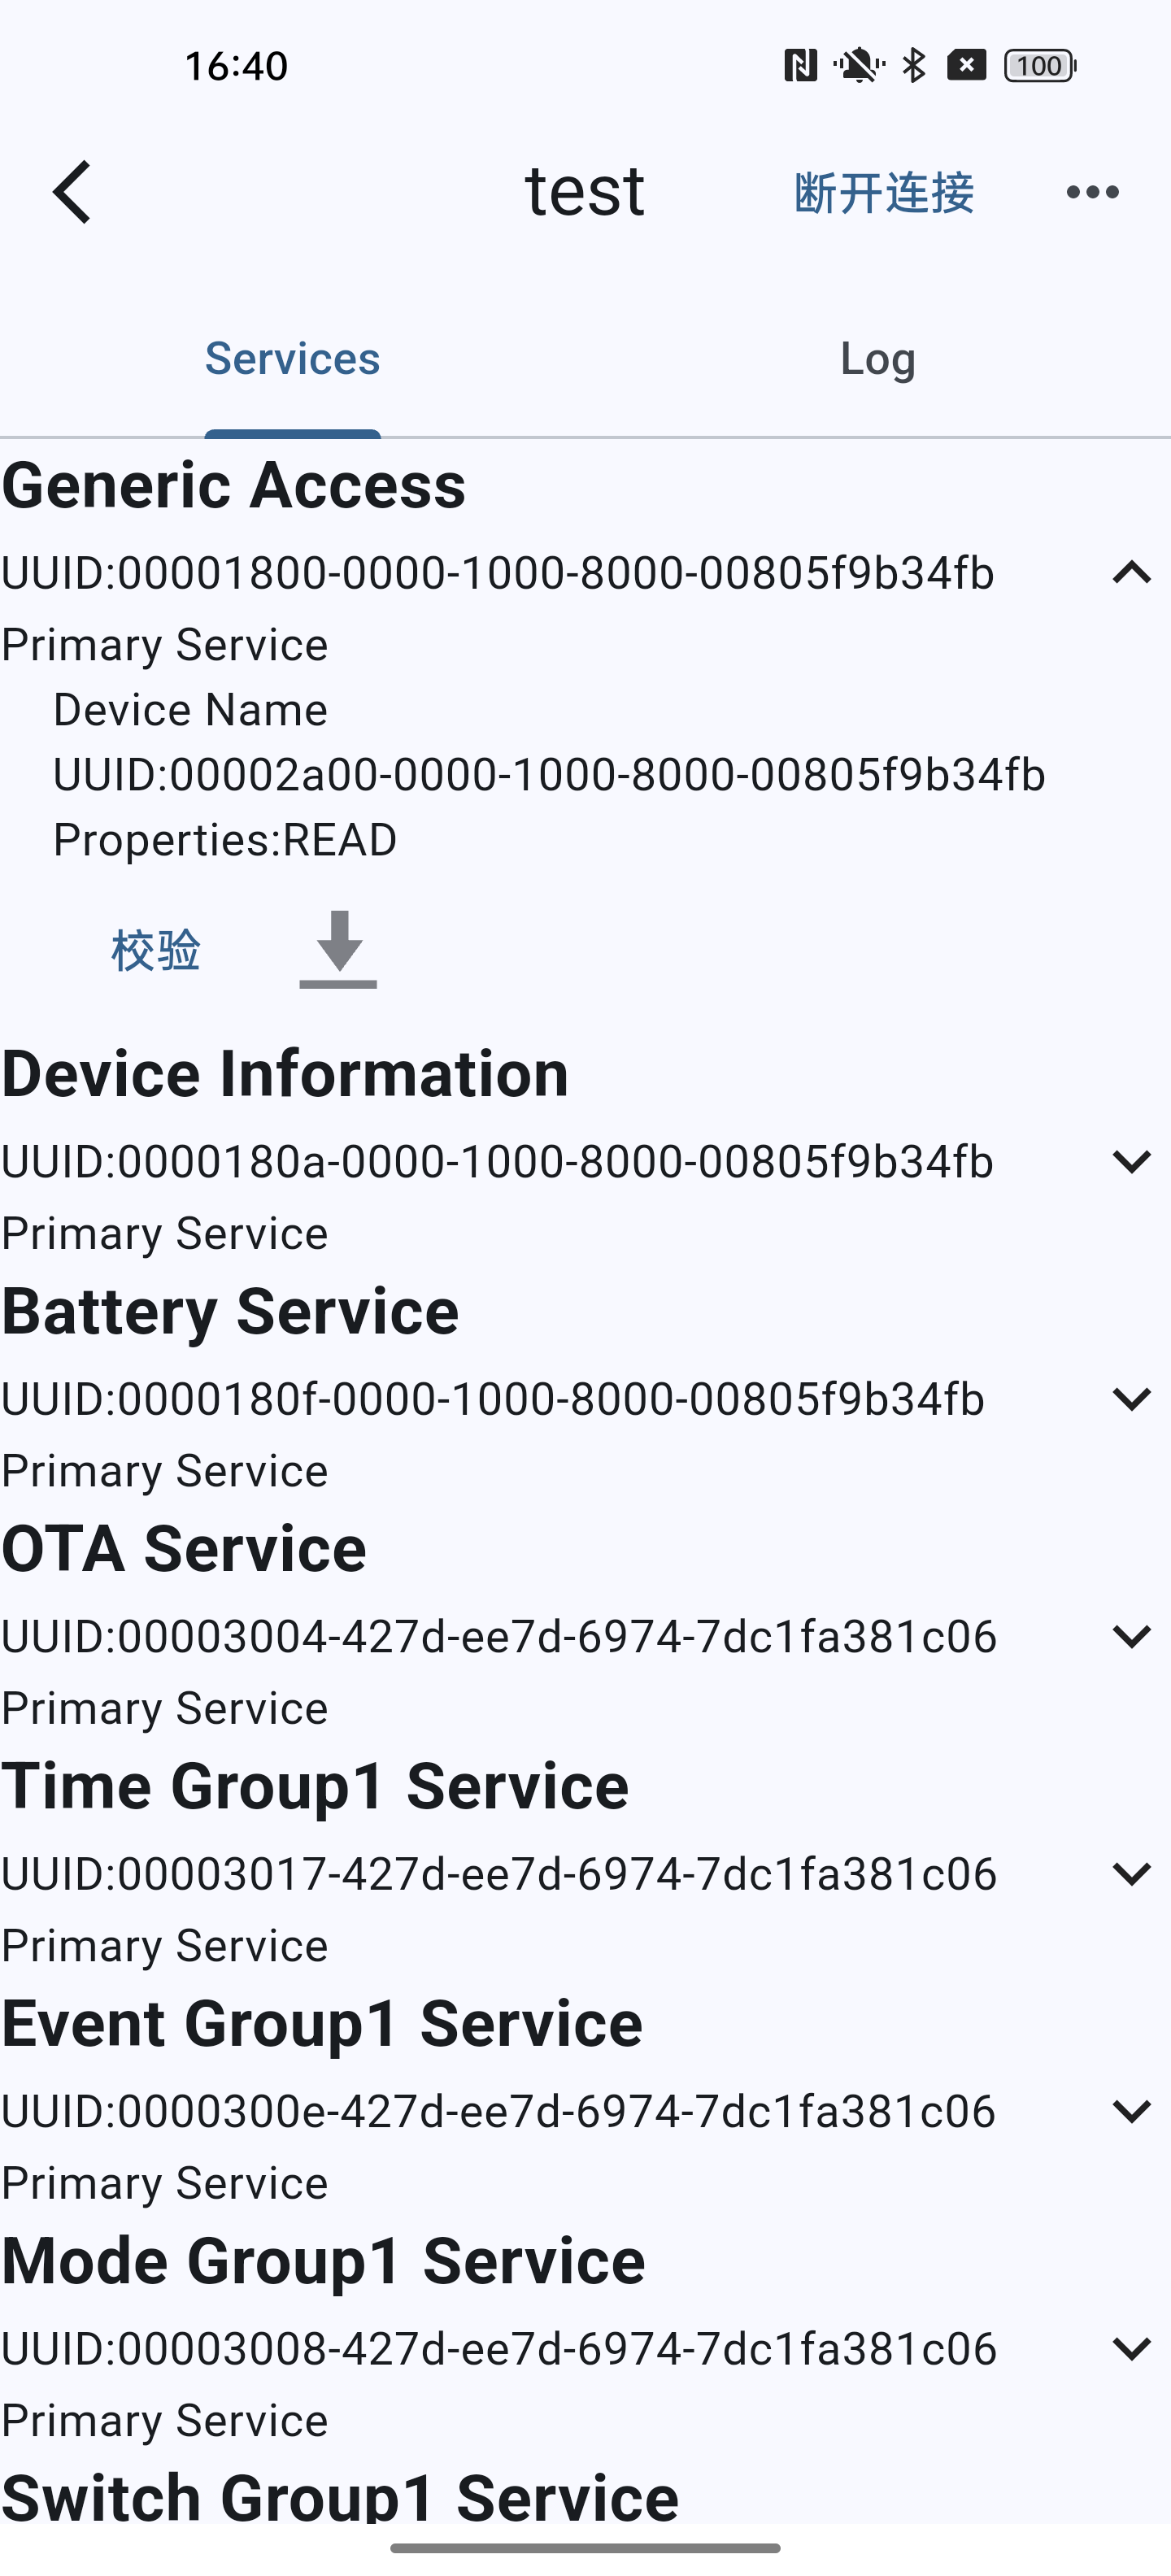 16:40
100
test
断开连接
Services
Log
Generic Access
UUID:00001800-0000-1000-8000-00805f9b34fb
Primary Service
Device Name
UUID:00002a00-0000-1000-8000-00805f9b34fb
Properties:READ
校验
Device Information
UUID:0000180a-0000-1000-8000-00805f9b34fb
Primary Service
Battery Service
UUID:0000180f-0000-1000-8000-00805f9b34fb
Primary Service
OTA Service
UUID:00003004-427d-ee7d-6974-7dc1fa381c06
Primary Service
Time Group1 Service
UUID:00003017-427d-ee7d-6974-7dc1fa381c06
Primary Service
Event Group1 Service
UUID:0000300e-427d-ee7d-6974-7dc1fa381c06
Primary Service
Mode Group1 Service
UUID:00003008-427d-ee7d-6974-7dc1fa381c06
Primary Service
Switch Group1 Service